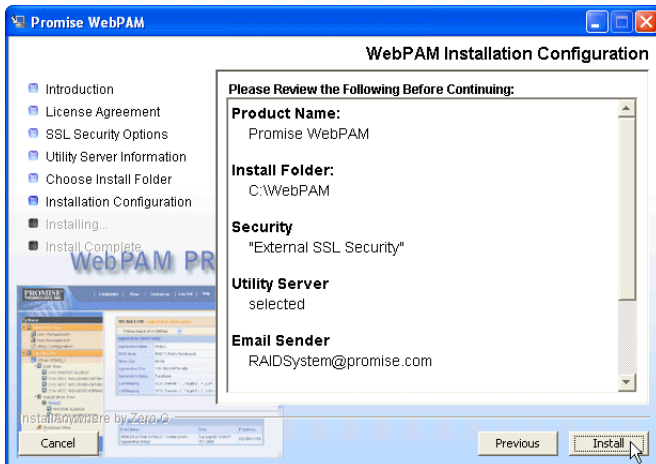 Promise WebPAM
WebPAM Installation Configuration
Introduction
License Agreement
SSL Security Options
Utility Server Information
Choose Install Folder
Installation Configuration
Installing...
Install Complete
WebPAM PR
PROMISE
Please Review the Following Before Continuing:
Product Name:
Promise WebPAM
Install Folder:
C:\WebPAM
Security
"External SSL Security"
Utility Server
selected
Email Sender
RAIDSystem@promise.com
InstallAnywhere by Zero G
Cancel
Previous
Install